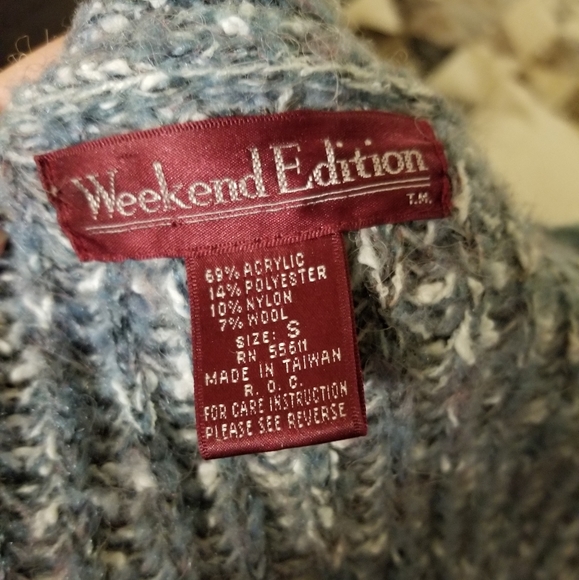 Weekend Edition
T.M.
69% ACRYLIC
14% POLYESTER
10% NYLON
7% WOOL
SIZE: S
RN 55611
MADE IN TAIWAN
R. O. C.
FOR CARE INSTRUCTION
PLEASE SEE REVERSE